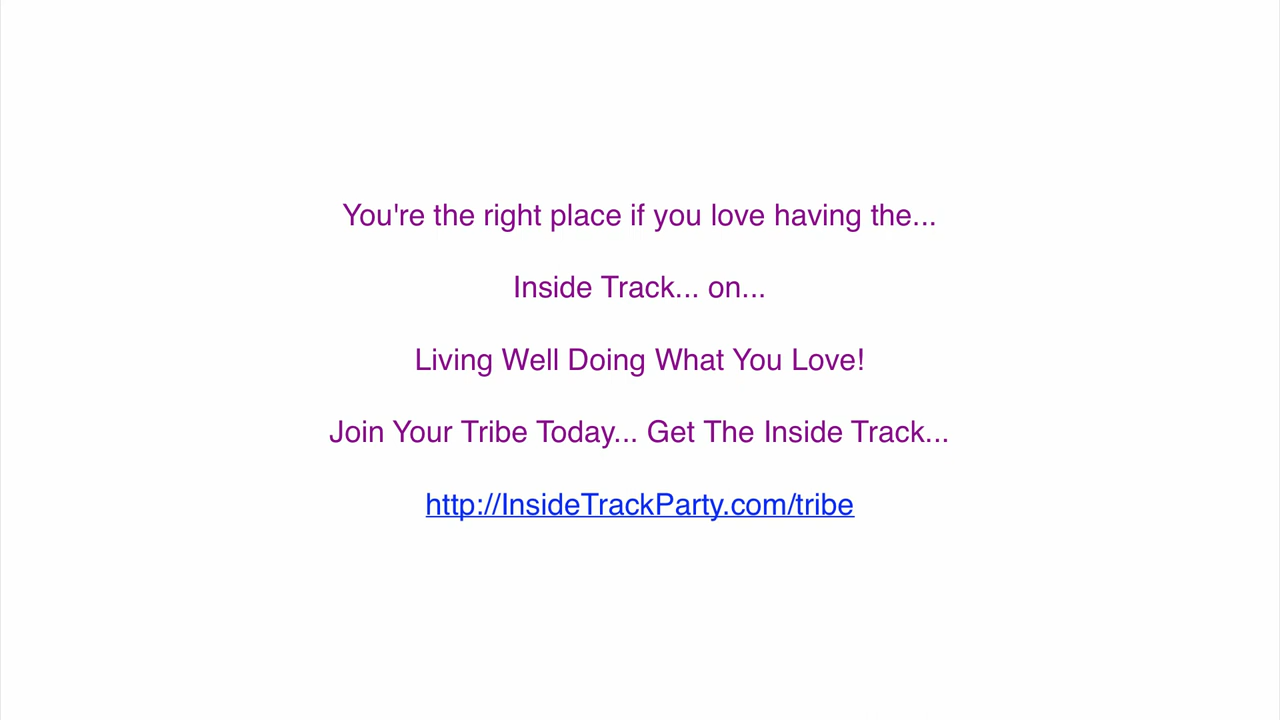 You're the right place if you love having the...
Inside Track... on...
Living Well Doing What You Love!
Join Your Tribe Today... Get The Inside Track...
http://InsideTrackParty.com/tribe